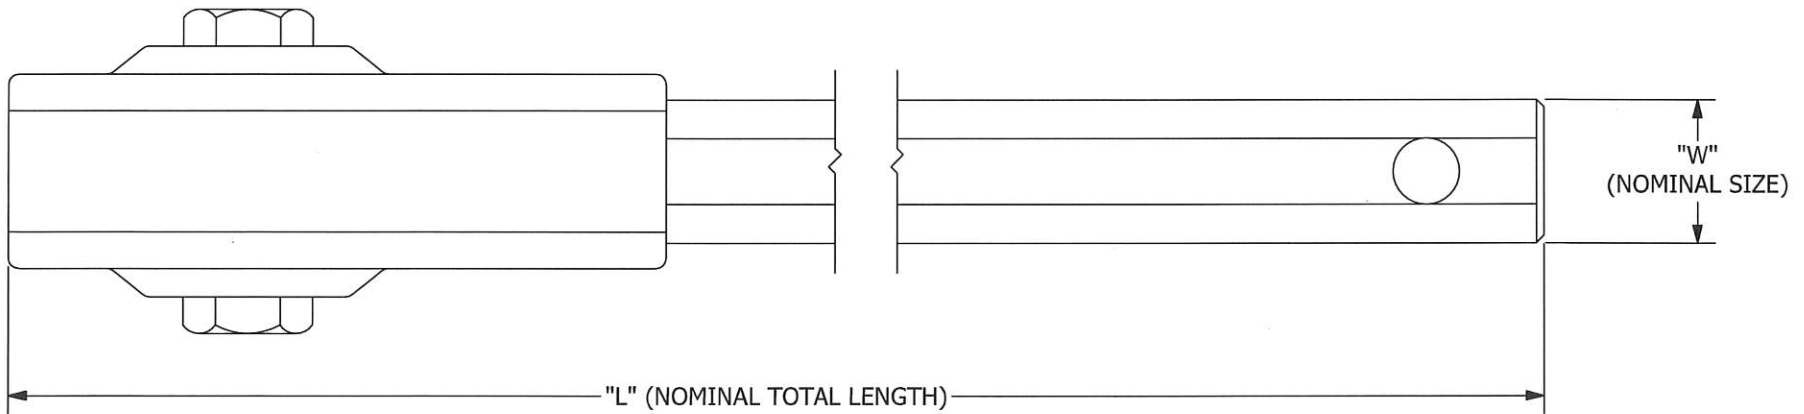 "W"
(NOMINAL SIZE)
"L" (NOMINAL TOTAL LENGTH)